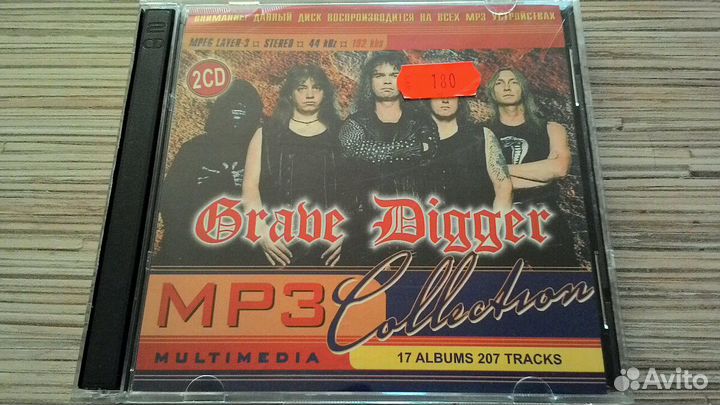 ВНИМАНИЕ! ДАННЫЙ ДИСК ВОСПРОИЗВОДИТСЯ НА ВСЕХ MP3 УСТРОЙСТВАХ
MPEG LAYER-3 □ STEREO □ 44 kHz □ 192 kbs
2CD
180
Grave Digger
MP3 Collection
MULTIMEDIA
17 ALBUMS 207 TRACKS
Avito